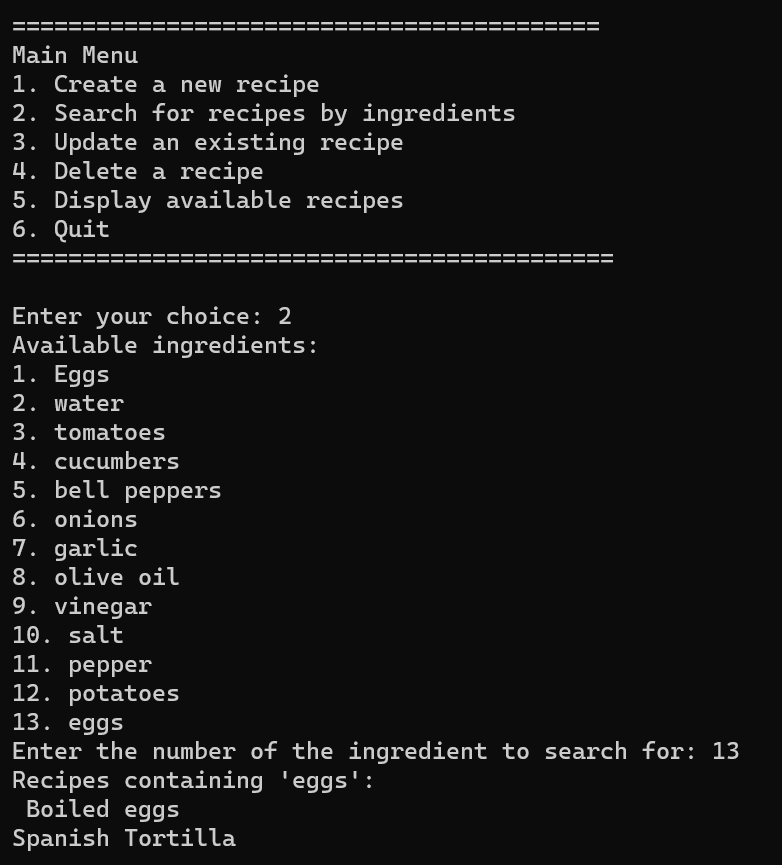 ==========================================
Main Menu
1. Create a new recipe
2. Search for recipes by ingredients
3. Update an existing recipe
4. Delete a recipe
5. Display available recipes
6. Quit
===========================================
Enter your choice: 2
Available ingredients:
1. Eggs
2. water
3. tomatoes
4. cucumbers
5. bell peppers
6. onions
7. garlic
8. olive oil
9. vinegar
10. salt
11. pepper
12. potatoes
13. eggs
Enter the number of the ingredient to search for: 13
Recipes containing 'eggs':
 Boiled eggs
Spanish Tortilla